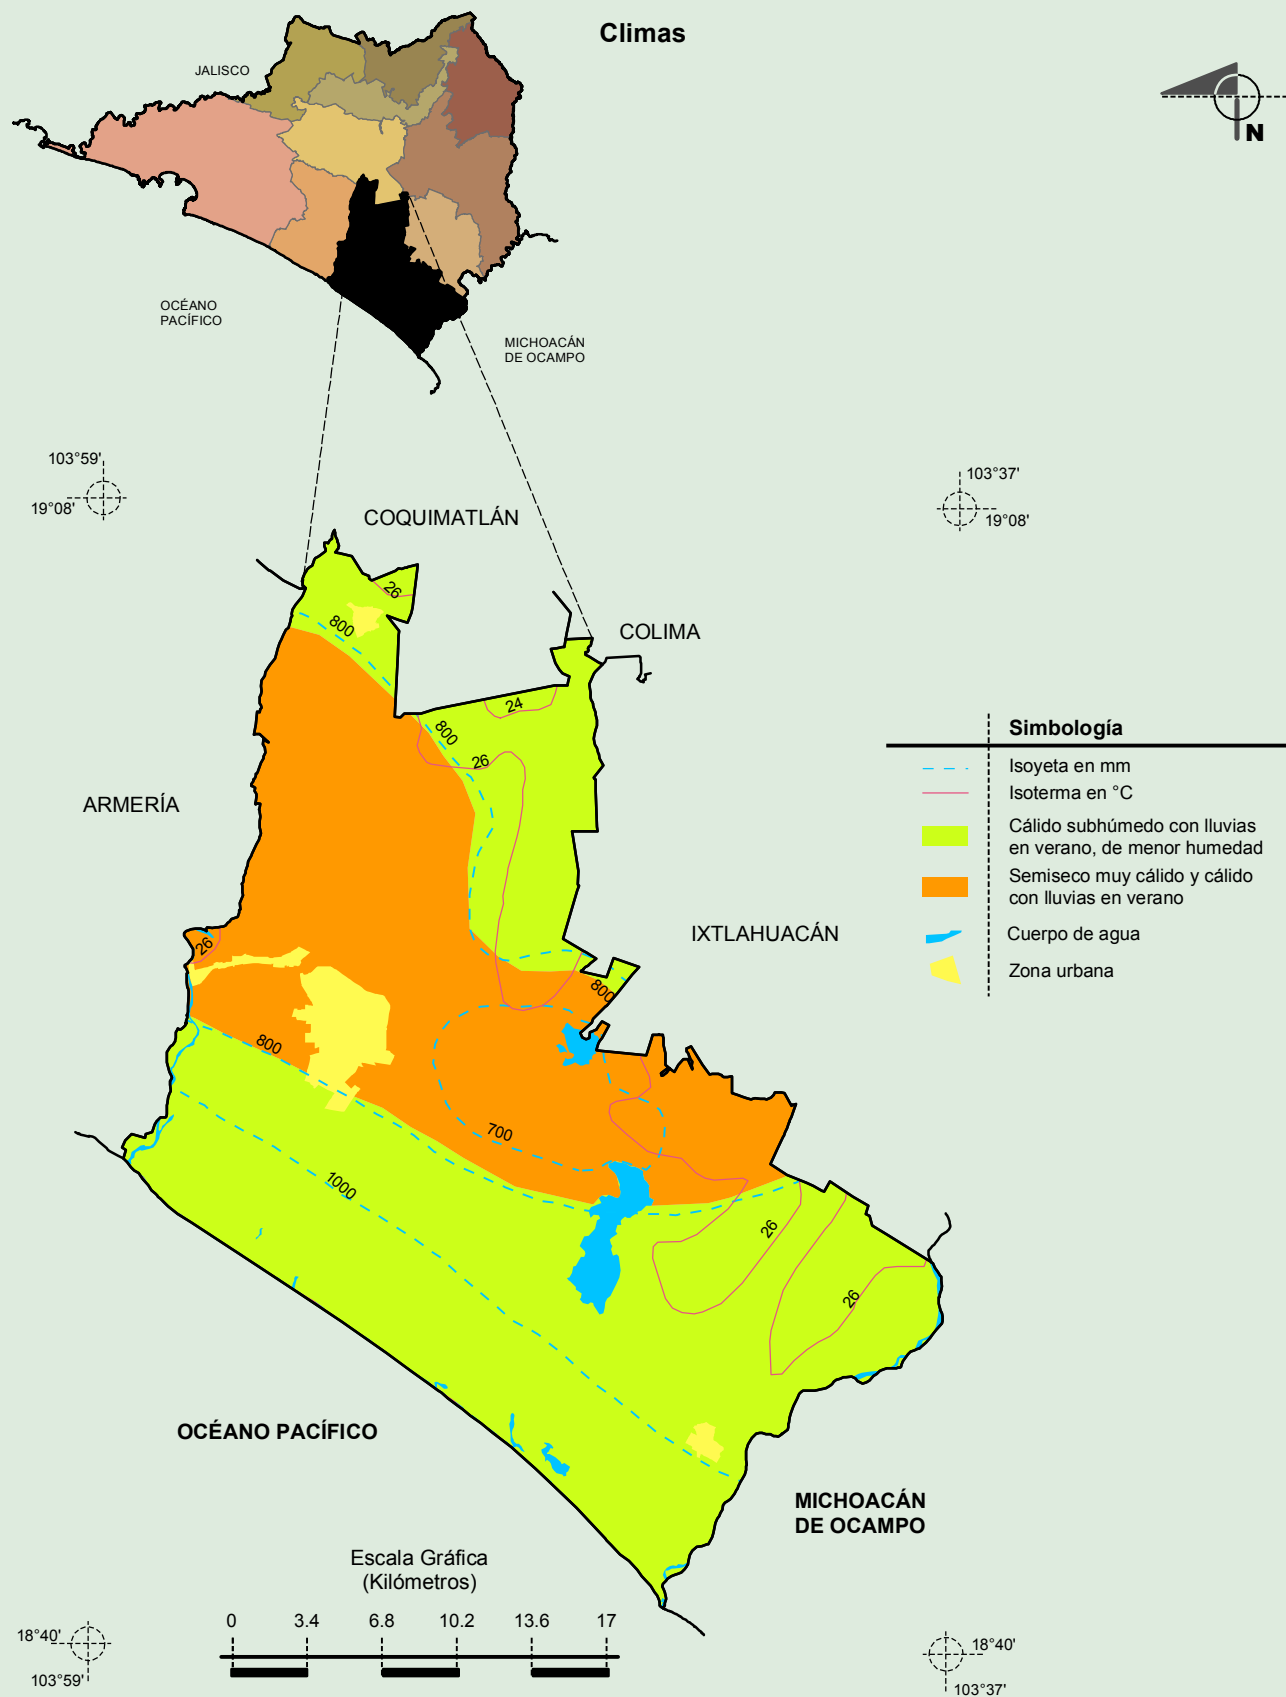 Climas
JALISCO
N
OCÉANO
PACÍFICO
MICHOACÁN
DE OCAMPO
103°59'
19°08'
103°37'
19°08'
COQUIMATLÁN
26
800
COLIMA
24
800
26
ARMERÍA
Simbología
Isoyeta en mm
Isoterma en °C
Cálido subhúmedo con lluvias
en verano, de menor humedad
Semiseco muy cálido y cálido
con lluvias en verano
Cuerpo de agua
Zona urbana
IXTLAHUACÁN
26
800
800
700
1000
26
26
OCÉANO PACÍFICO
MICHOACÁN
DE OCAMPO
Escala Gráfica
(Kilómetros)
0 3.4 6.8 10.2 13.6 17
18°40'
103°59'
18°40'
103°37'